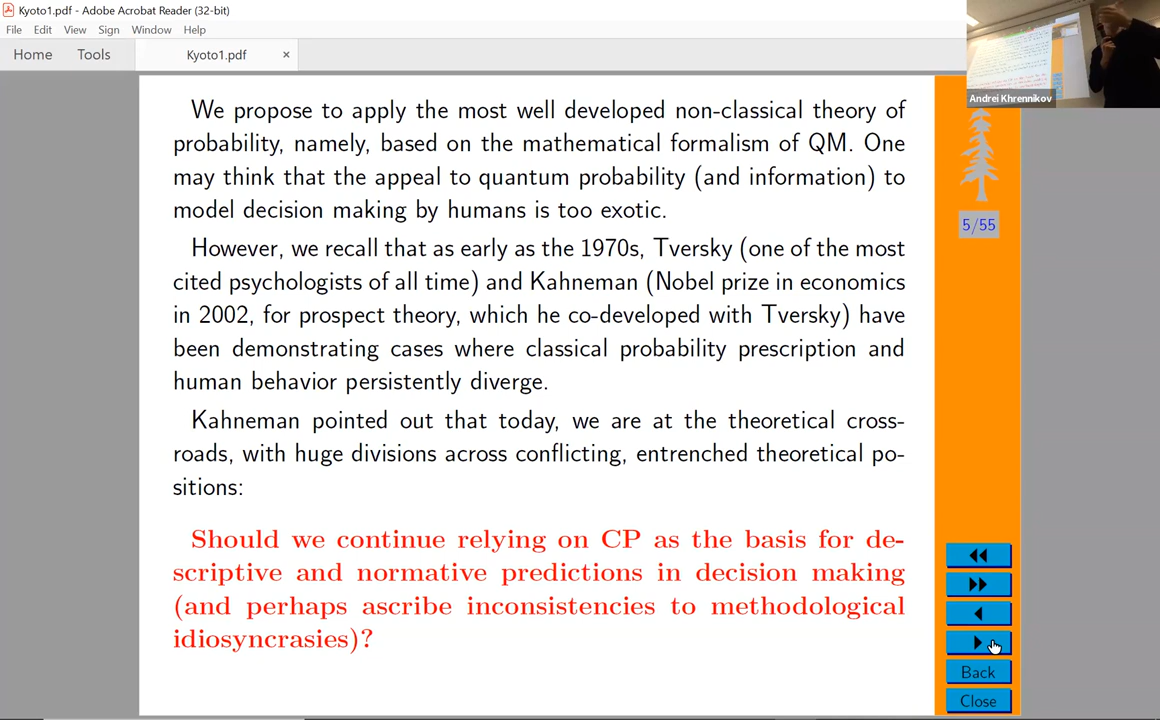 Kyoto1.pdf - Adobe Acrobat Reader (32-bit)
File Edit View Sign Window Help
Home Tools Kyoto1.pdf ×
Andrei Khrennikov
We propose to apply the most well developed non-classical theory of
probability, namely, based on the mathematical formalism of QM. One
may think that the appeal to quantum probability (and information) to
model decision making by humans is too exotic.
However, we recall that as early as the 1970s, Tversky (one of the most
cited psychologists of all time) and Kahneman (Nobel prize in economics
in 2002, for prospect theory, which he co-developed with Tversky) have
been demonstrating cases where classical probability prescription and
human behavior persistently diverge.
Kahneman pointed out that today, we are at the theoretical cross-
roads, with huge divisions across conflicting, entrenched theoretical po-
sitions:
Should we continue relying on CP as the basis for de-
scriptive and normative predictions in decision making
(and perhaps ascribe inconsistencies to methodological
idiosyncrasies)?
5/55
Back
Close